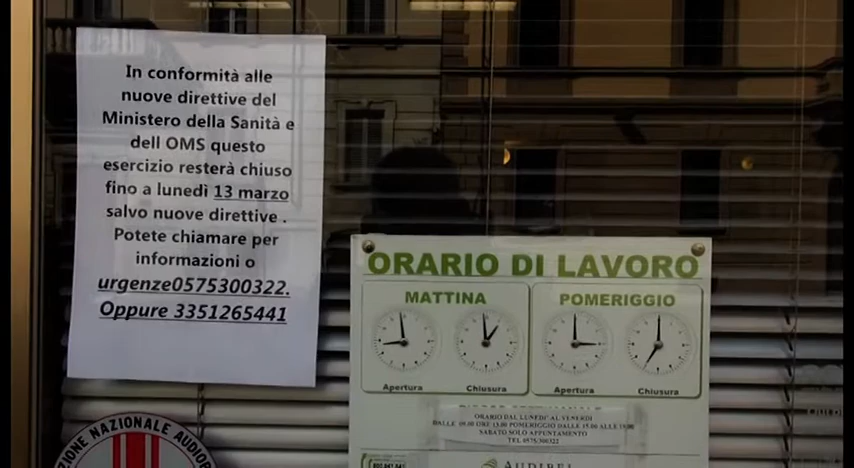 In conformità alle
nuove direttive del
Ministero della Sanità e
dell OMS questo
esercizio resterà chiuso
fino a lunedì 13 marzo
salvo nuove direttive .
Potete chiamare per
informazioni o
urgenze0575300322.
Oppure 3351265441
ORARIO DI LAVORO
MATTINA
POMERIGGIO
Apertura
Chiusura
Apertura
Chiusura
ORARIO DAL LUNEDI' AL VENERDI
DALLE 09.00 ORE 13.00 POMERIGGIO DALLE 15.00 ALLE 19.00
SABATO SOLO APPUNTAMENTO
TEL 0575/300322
AUDIBEL
ZIONE NAZIONALE AUDIO